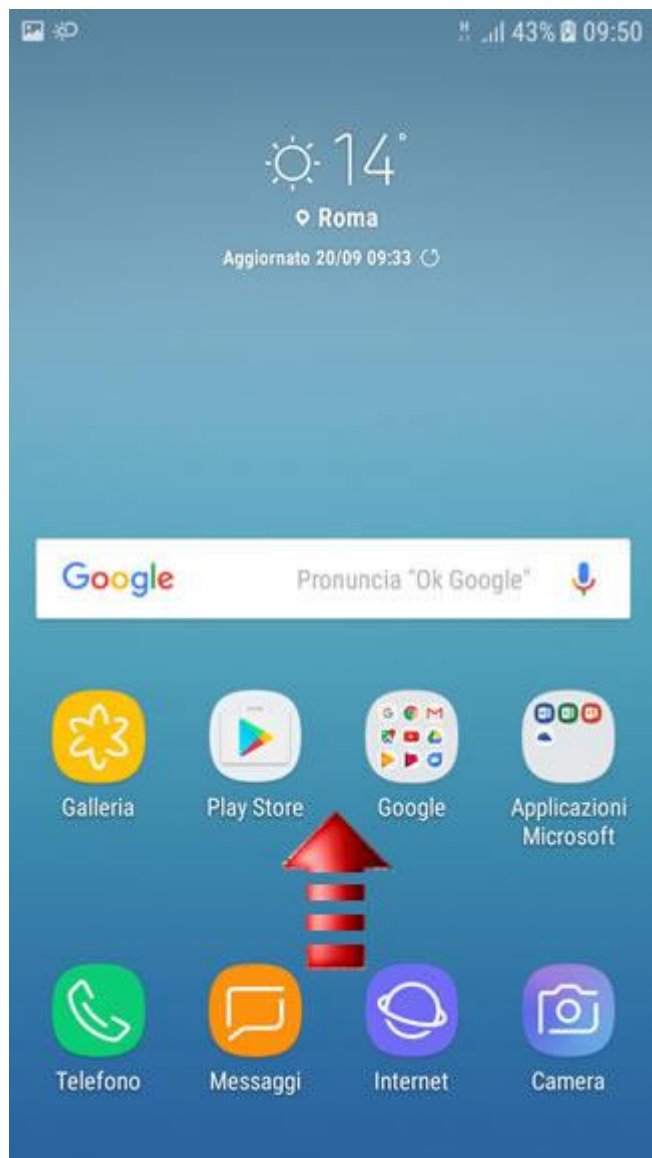 H 43% 09:50
14°
Roma
Aggiornato 20/09 09:33
Google Pronuncia "Ok Google"
Galleria Play Store Google Applicazioni
Microsoft
Telefono Messaggi Internet Camera